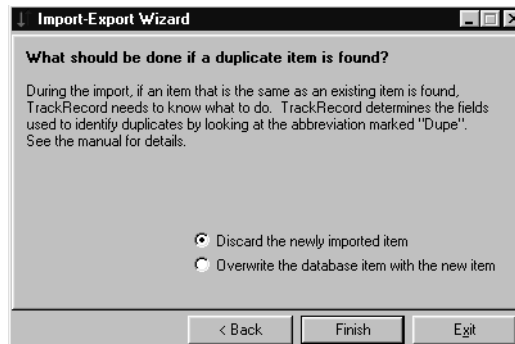 Import-Export Wizard
What should be done if a duplicate item is found?
During the import, if an item that is the same as an existing item is found,
TrackRecord needs to know what to do.  TrackRecord determines the fields
used to identify duplicates by looking at the abbreviation marked "Dupe".
See the manual for details.
Discard the newly imported item
Overwrite the database item with the new item
< Back
Finish
Exit